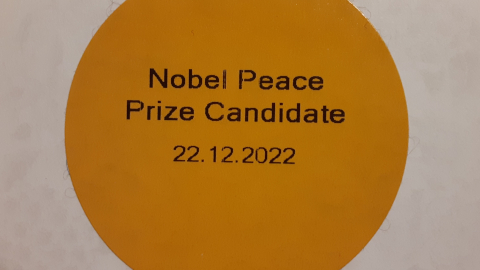 Nobel Peace
Prize Candidate
22.12.2022